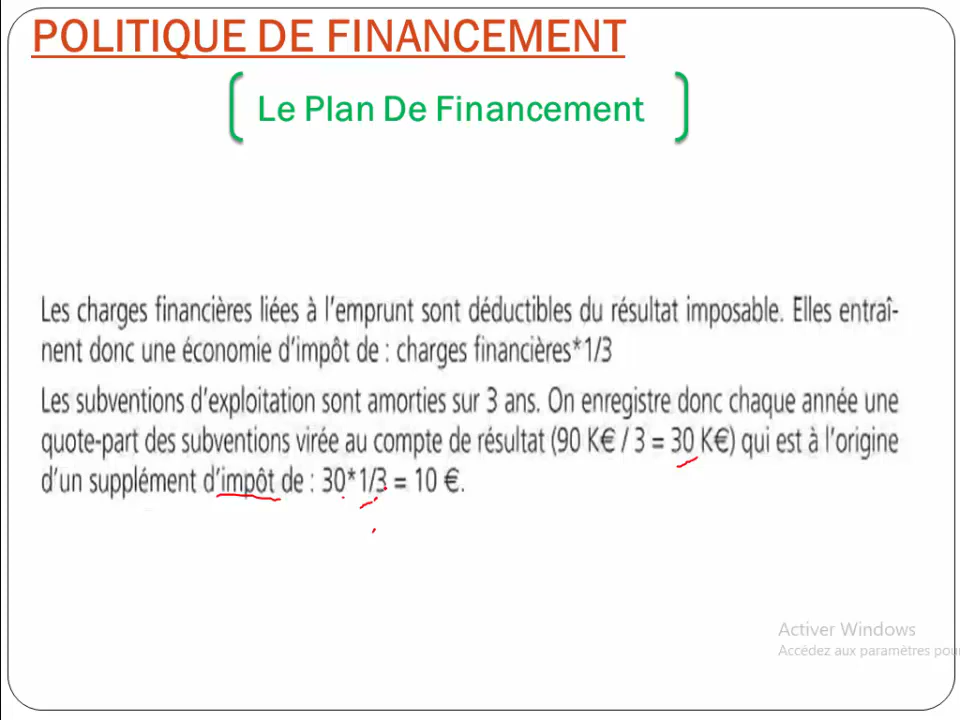 POLITIQUE DE FINANCEMENT
Le Plan De Financement
Les charges financières liées à l'emprunt sont déductibles du résultat imposable. Elles entraî-
nent donc une économie d'impôt de : charges financières*1/3
Les subventions d'exploitation sont amorties sur 3 ans. On enregistre donc chaque année une
quote-part des subventions virée au compte de résultat (90 K€ / 3 = 30 K€) qui est à l'origine
d'un supplément d'impôt de : 30*1/3 = 10 €.
Activer Windows
Accédez aux paramètres pour